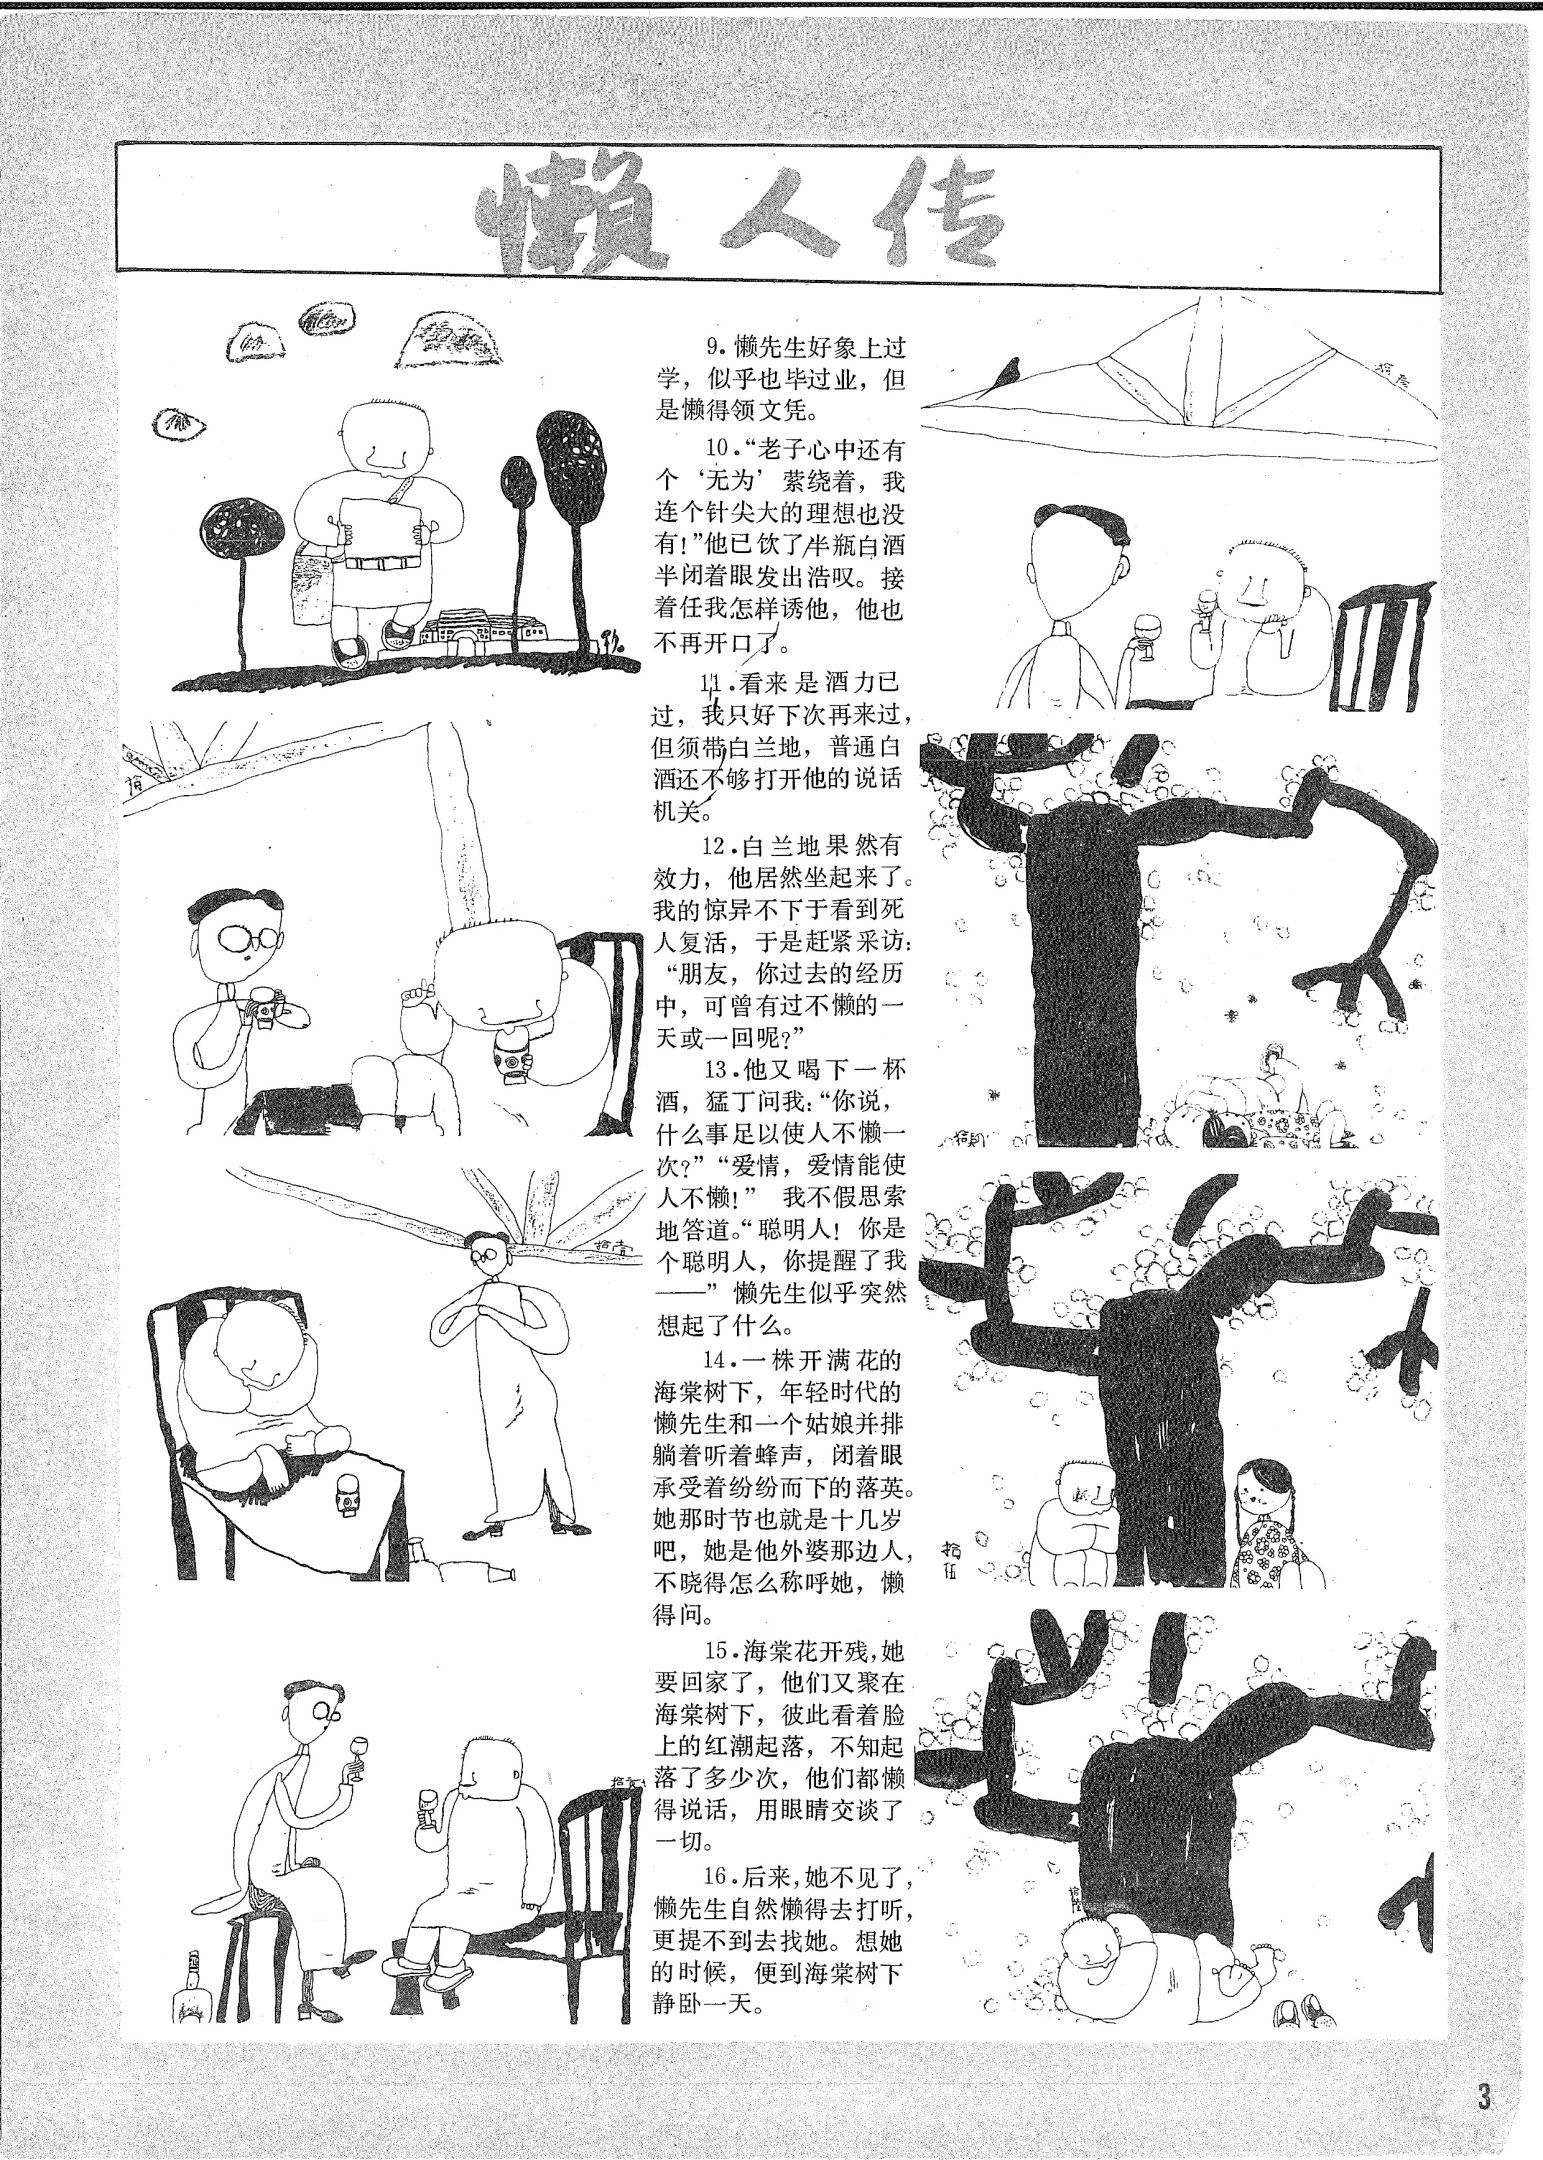 懒人传
9.懒先生好象上过
学，似乎也毕过业，但
是懒得领文凭。
10.“老子心中还有
个‘无为’萦绕着，我
连个针尖大的理想也没
有！”他已饮了半瓶白酒
半闭着眼发出浩叹。接
着任我怎样诱他，他也
不再开口了。
11.看来是酒力已
过，我只好下次再来过，
但须带白兰地，普通白
酒还不够打开他的说话
机关。
12.白兰地果然有
效力，他居然坐起来了。
我的惊异不下于看到死
人复活，于是赶紧采访：
“朋友，你过去的经历
中，可曾有过不懒的一
天或一回呢？”
13.他又喝下一杯
酒，猛丁问我：“你说，
什么事足以使人不懒一
次？”“爱情，爱情能使
人不懒！” 我不假思索
地答道。“聪明人！你是
个聪明人，你提醒了我
——”懒先生似乎突然
想起了什么。
14.一株开满花的
海棠树下，年轻时代的
懒先生和一个姑娘并排
躺着听着蜂声，闭着眼
承受着纷纷而下的落英。
她那时节也就是十几岁
吧，她是他外婆那边人，
不晓得怎么称呼她，懒
得问。
15.海棠花开残，她
要回家了，他们又聚在
海棠树下，彼此看着脸
上的红潮起落，不知起
落了多少次，他们都懒
得说话，用眼睛交谈了
一切。
16.后来，她不见了，
懒先生自然懒得去打听，
更提不到去找她。想她
的时候，便到海棠树下
静卧一天。
玖
拾
拾壹
拾伍
3